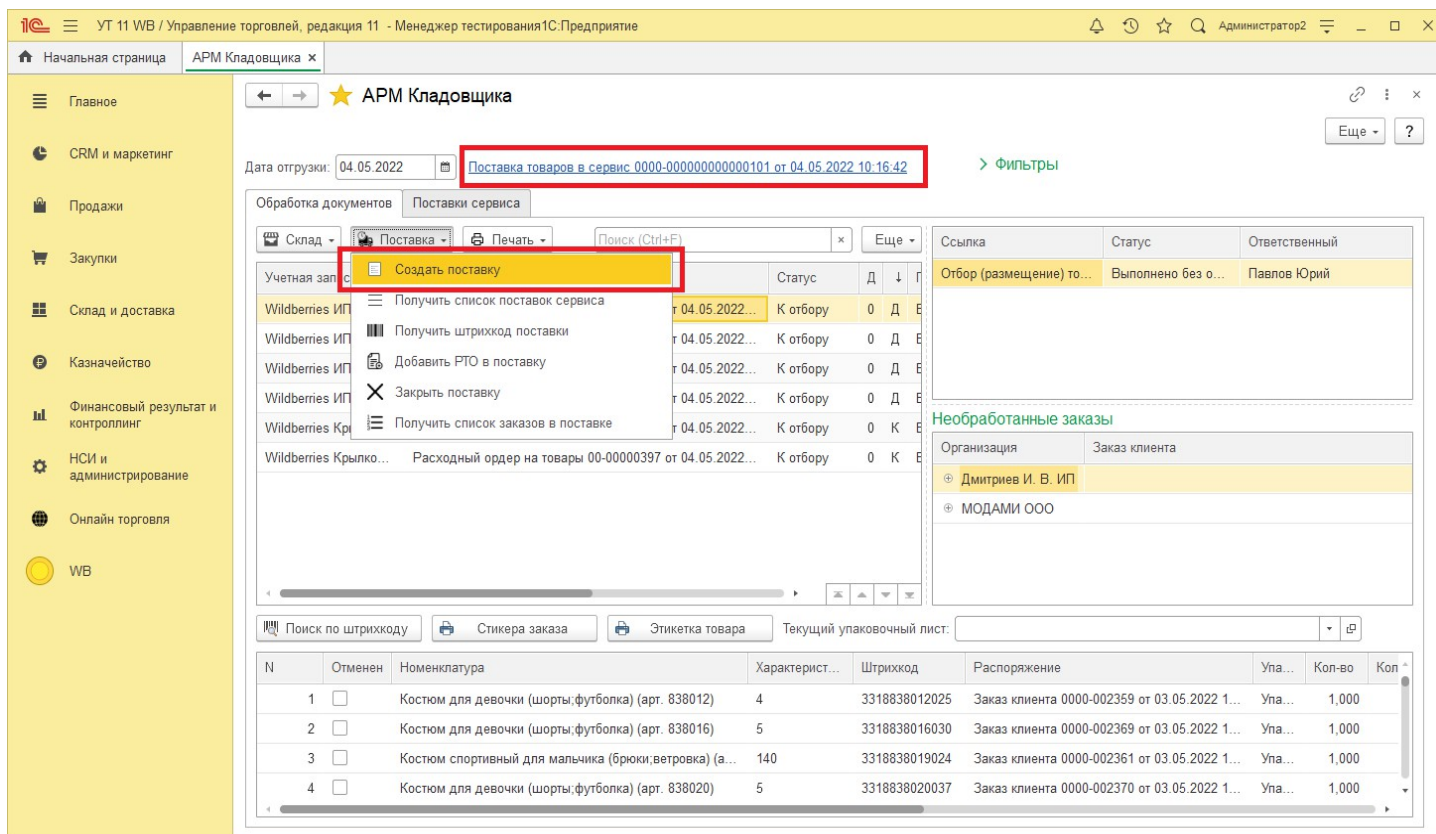 УТ 11 WB / Управление торговлей, редакция 11 - Менеджер тестирования1С:Предприятие Администратор2
Начальная страница АРМ Кладовщика ×
Главное
CRM и маркетинг
Продажи
Закупки
Склад и доставка
Казначейство
Финансовый результат и
контроллинг
НСИ и
администрирование
Онлайн торговля
WB
АРМ Кладовщика
Еще ?
Дата отгрузки: 04.05.2022 Поставка товаров в сервис 0000-000000000000101 от 04.05.2022 10:16:42 Фильтры
Обработка документов Поставки сервиса
Склад Поставка Печать Поиск (Ctrl+F) × Еще
Учетная зап Статус Д ↓
Создать поставку
Получить список поставок сервиса
Получить штрихкод поставки
Добавить РТО в поставку
Закрыть поставку
Получить список заказов в поставке
Wildberries ИП т 04.05.2022... К отбору 0 Д
Wildberries ИП т 04.05.2022... К отбору 0 Д
Wildberries ИП т 04.05.2022... К отбору 0 Д
Wildberries ИП т 04.05.2022... К отбору 0 Д
Wildberries Кр т 04.05.2022... К отбору 0 К
Wildberries Крылко... Расходный ордер на товары 00-00000397 от 04.05.2022... К отбору 0 К
Ссылка Статус Ответственный
Отбор (размещение) то... Выполнено без о... Павлов Юрий
Необработанные заказы
Организация Заказ клиента
Дмитриев И. В. ИП
МОДАМИ ООО
Поиск по штрихкоду Стикера заказа Этикетка товара Текущий упаковочный лист:
N Отменен Номенклатура Характерист... Штрихкод Распоряжение Упа... Кол-во Кол
1 Костюм для девочки (шорты;футболка) (арт. 838012) 4 3318838012025 Заказ клиента 0000-002359 от 03.05.2022 1... Упа... 1,000
2 Костюм для девочки (шорты;футболка) (арт. 838016) 5 3318838016030 Заказ клиента 0000-002369 от 03.05.2022 1... Упа... 1,000
3 Костюм спортивный для мальчика (брюки;ветровка) (а... 140 3318838019024 Заказ клиента 0000-002361 от 03.05.2022 1... Упа... 1,000
4 Костюм для девочки (шорты;футболка) (арт. 838020) 5 3318838020037 Заказ клиента 0000-002370 от 03.05.2022 1... Упа... 1,000